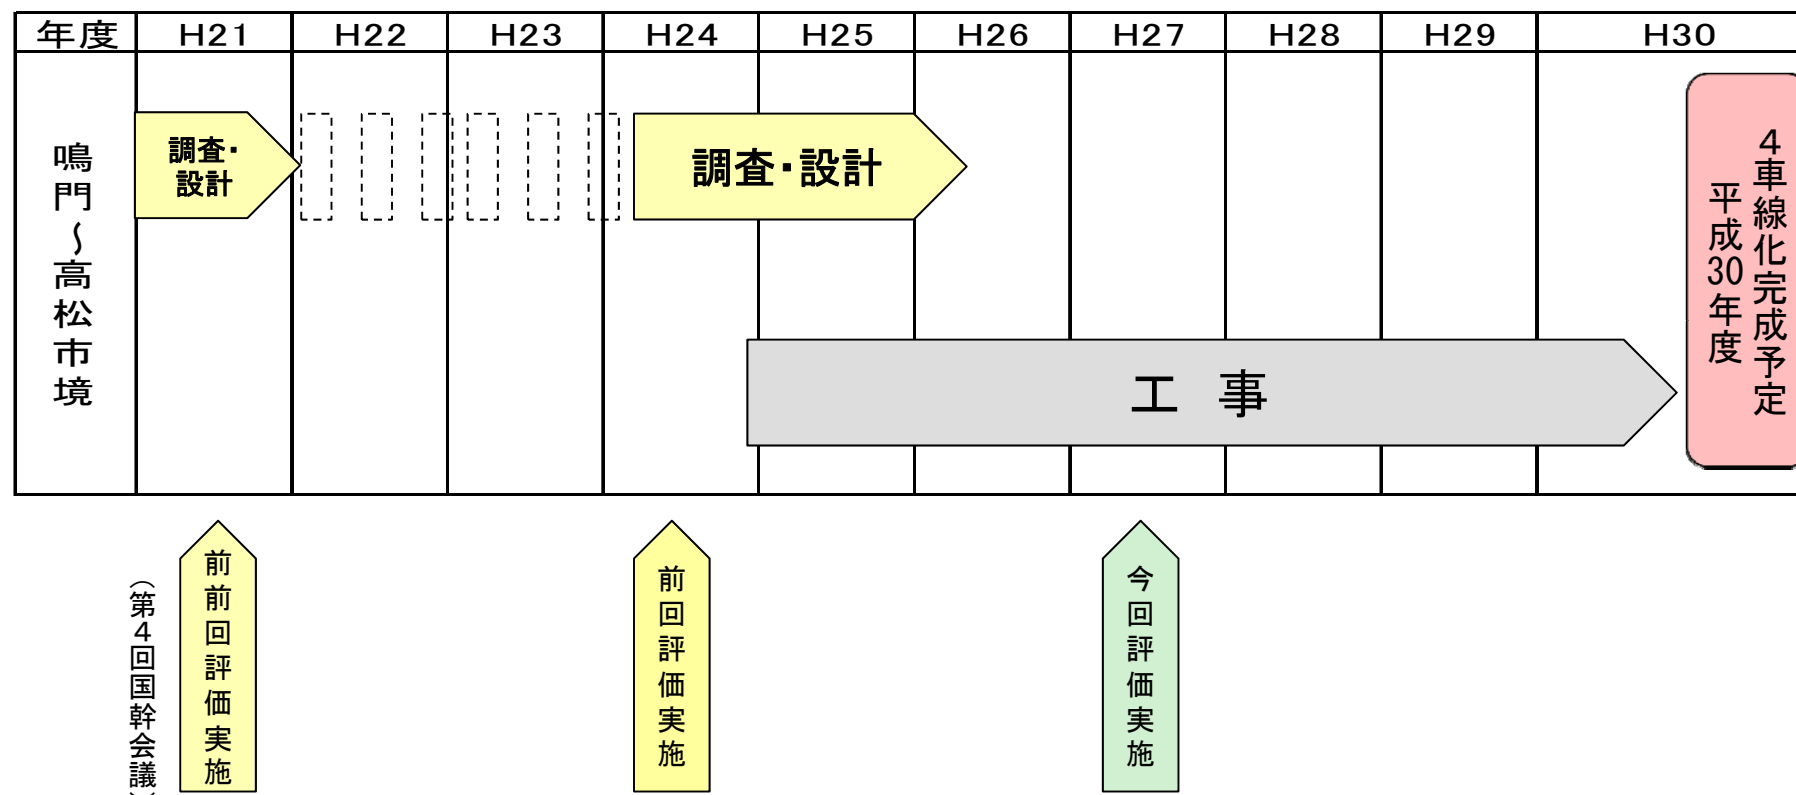 年度 H21 H22 H23 H24 H25 H26 H27 H28 H29 H30
鳴門～高松市境
調査・
設計
調査・設計
工 事
４車線化完成予定
平成30年度
（第４回国幹会議）
前前回評価実施
前回評価実施
今回評価実施